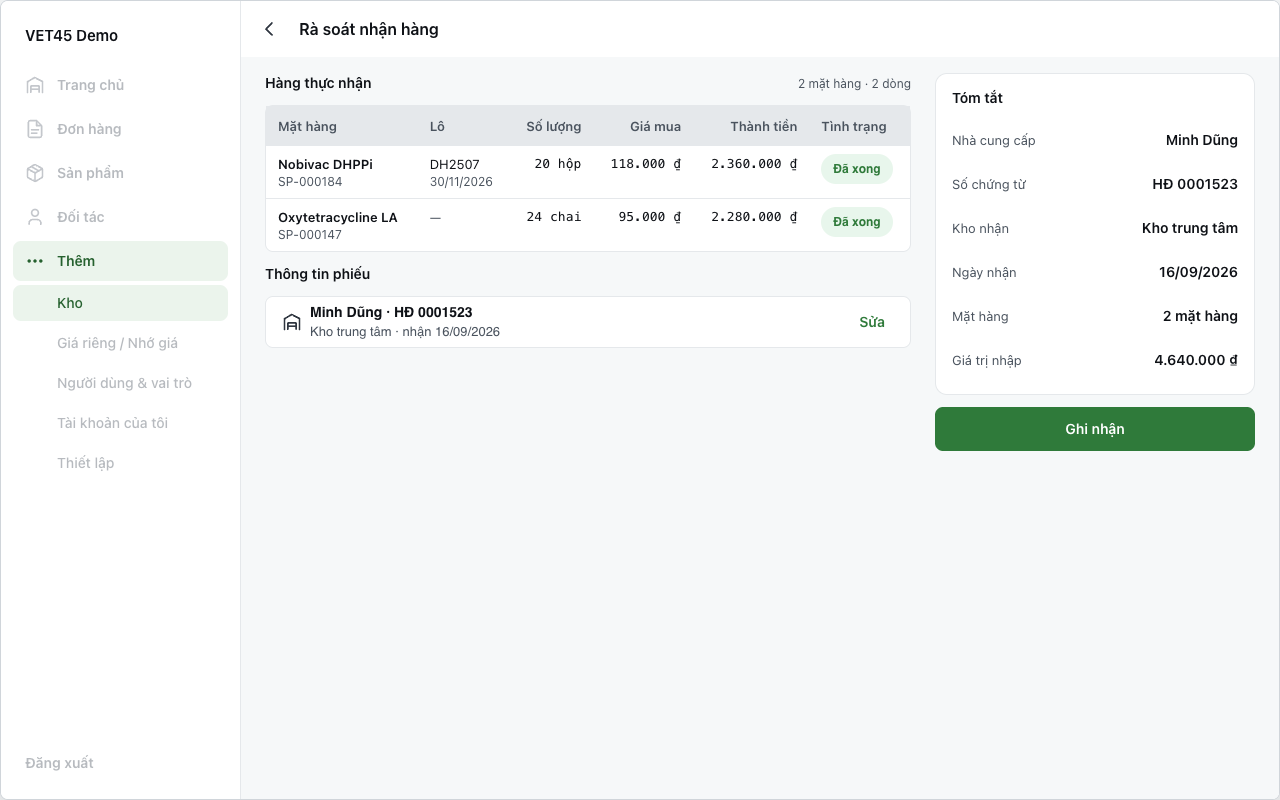 VET45 Demo
Trang chủ
Đơn hàng
Sản phẩm
Đối tác
Thêm
Kho
Giá riêng / Nhớ giá
Người dùng & vai trò
Tài khoản của tôi
Thiết lập
Đăng xuất
Rà soát nhận hàng
Hàng thực nhận
2 mặt hàng · 2 dòng
Mặt hàng Lô Số lượng Giá mua Thành tiền Tình trạng
Nobivac DHPPi DH2507 20 hộp 118.000 ₫ 2.360.000 ₫ Đã xong
SP-000184 30/11/2026
Oxytetracycline LA — 24 chai 95.000 ₫ 2.280.000 ₫ Đã xong
SP-000147
Thông tin phiếu
Minh Dũng · HĐ 0001523
Kho trung tâm · nhận 16/09/2026
Sửa
Tóm tắt
Nhà cung cấp Minh Dũng
Số chứng từ HĐ 0001523
Kho nhận Kho trung tâm
Ngày nhận 16/09/2026
Mặt hàng 2 mặt hàng
Giá trị nhập 4.640.000 ₫
Ghi nhận